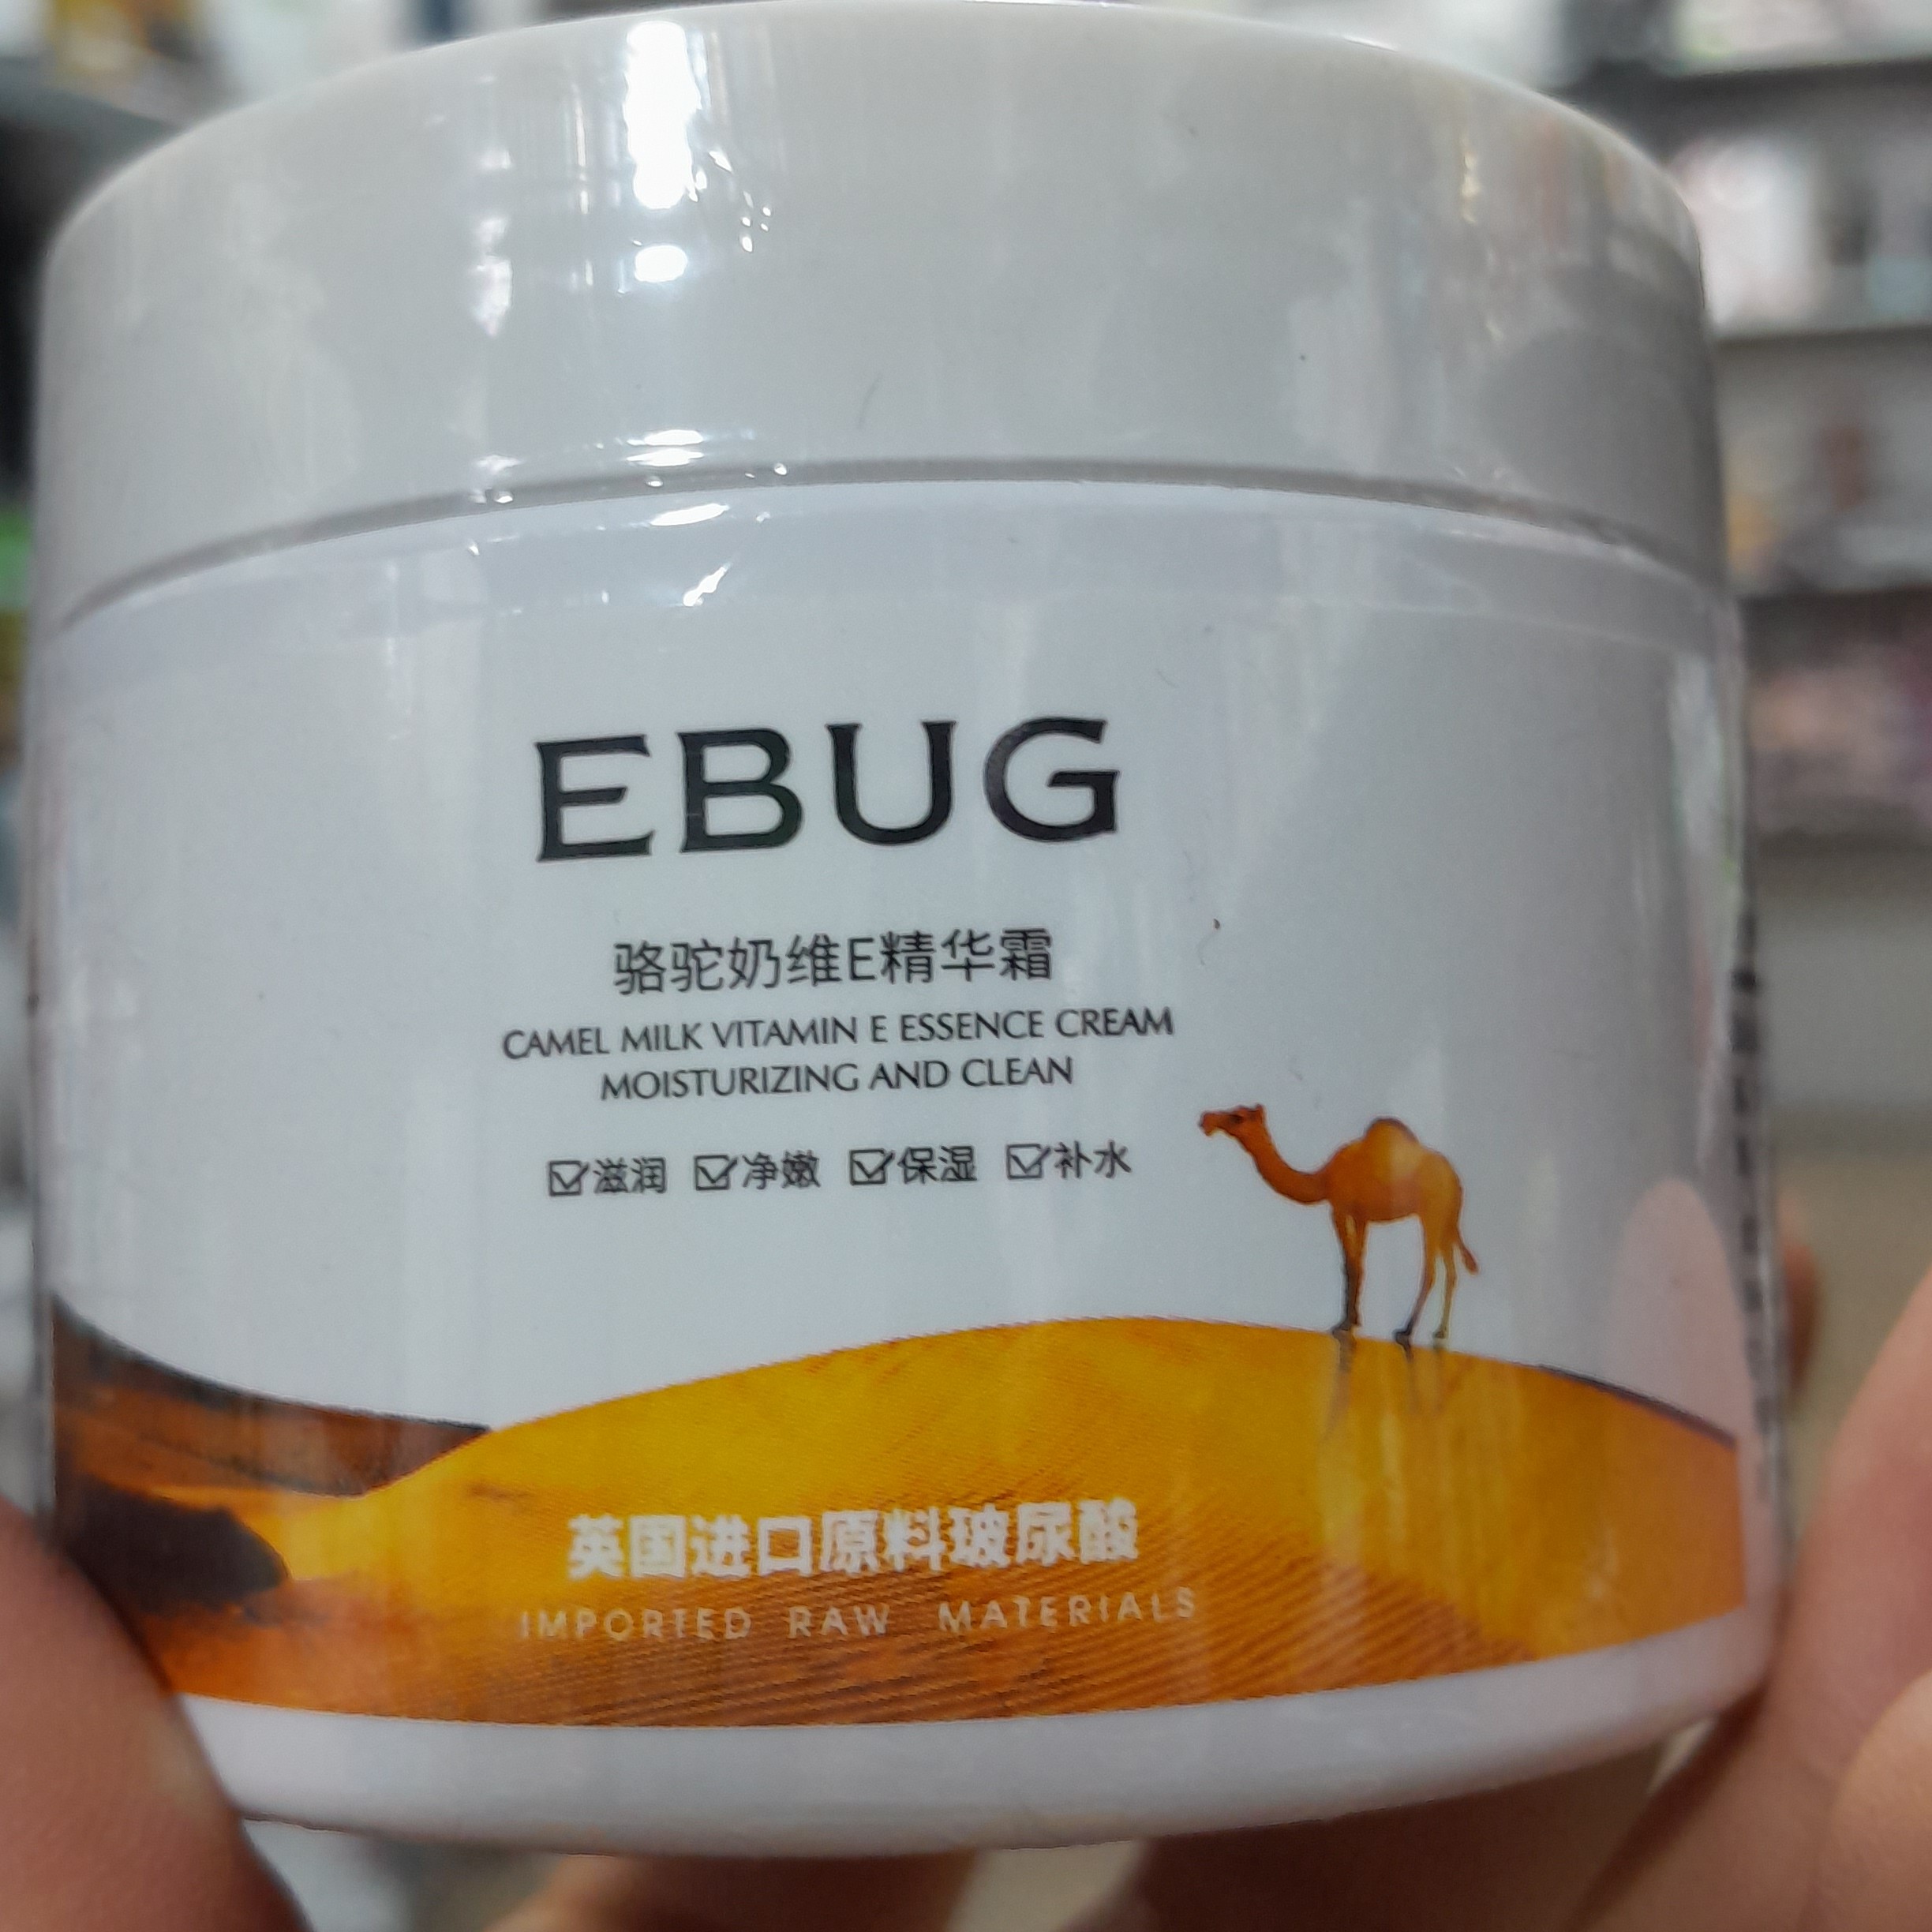 EBUG
骆驼奶维E精华霜
CAMEL MILK VITAMIN E ESSENCE CREAM
MOISTURIZING AND CLEAN
☑滋润 ☑净嫩 ☑保湿 ☑补水
英国进口原料玻尿酸
IMPORTED RAW MATERIALS